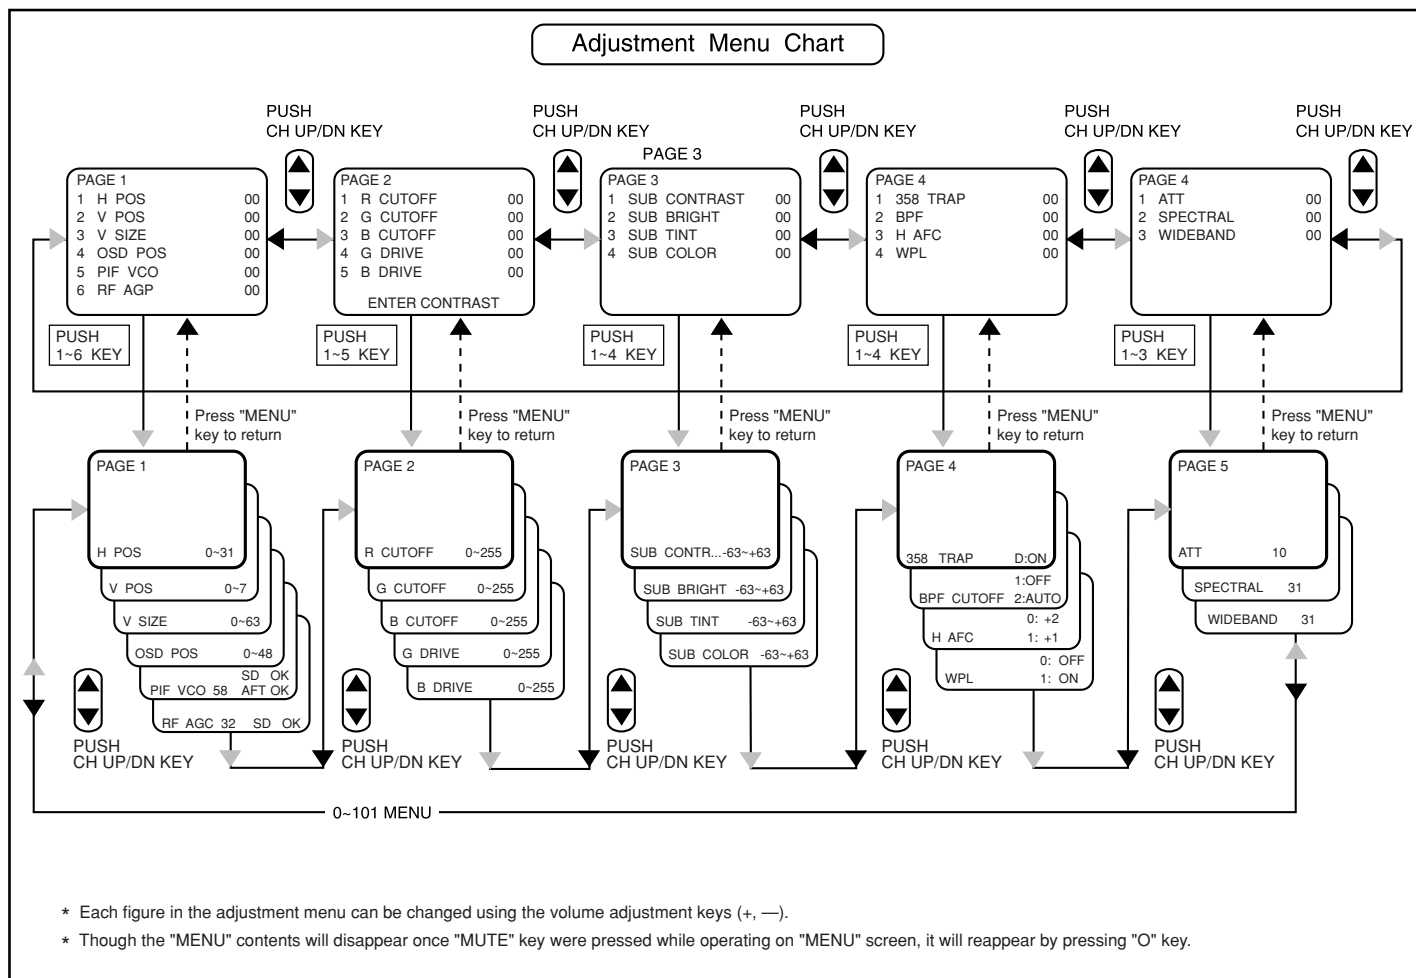 Adjustment Menu Chart
PUSH
CH UP/DN KEY
PUSH
CH UP/DN KEY
PUSH
CH UP/DN KEY
PUSH
CH UP/DN KEY
PUSH
CH UP/DN KEY
PAGE 3
PAGE 1
1 H POS 00
2 V POS 00
3 V SIZE 00
4 OSD POS 00
5 PIF VCO 00
6 RF AGP 00
PAGE 2
1 R CUTOFF 00
2 G CUTOFF 00
3 B CUTOFF 00
4 G DRIVE 00
5 B DRIVE 00
ENTER CONTRAST
PAGE 3
1 SUB CONTRAST 00
2 SUB BRIGHT 00
3 SUB TINT 00
4 SUB COLOR 00
PAGE 4
1 358 TRAP 00
2 BPF 00
3 H AFC 00
4 WPL 00
PAGE 4
1 ATT 00
2 SPECTRAL 00
3 WIDEBAND 00
PUSH
1~6 KEY
PUSH
1~5 KEY
PUSH
1~4 KEY
PUSH
1~4 KEY
PUSH
1~3 KEY
Press "MENU"
key to return
Press "MENU"
key to return
Press "MENU"
key to return
Press "MENU"
key to return
Press "MENU"
key to return
PAGE 1
H POS 0~31
V POS 0~7
V SIZE 0~63
OSD POS 0~48
SD OK
PIF VCO 58 AFT OK
RF AGC 32 SD OK
PAGE 2
R CUTOFF 0~255
G CUTOFF 0~255
B CUTOFF 0~255
G DRIVE 0~255
B DRIVE 0~255
PAGE 3
SUB CONTR...-63~+63
SUB BRIGHT -63~+63
SUB TINT -63~+63
SUB COLOR -63~+63
PAGE 4
358 TRAP D:ON
1:OFF
BPF CUTOFF 2:AUTO
0: +2
H AFC 1: +1
0: OFF
WPL 1: ON
PAGE 5
ATT 10
SPECTRAL 31
WIDEBAND 31
PUSH
CH UP/DN KEY
PUSH
CH UP/DN KEY
PUSH
CH UP/DN KEY
PUSH
CH UP/DN KEY
PUSH
CH UP/DN KEY
0~101 MENU
* Each figure in the adjustment menu can be changed using the volume adjustment keys (+, —).
* Though the "MENU" contents will disappear once "MUTE" key were pressed while operating on "MENU" screen, it will reappear by pressing "O" key.